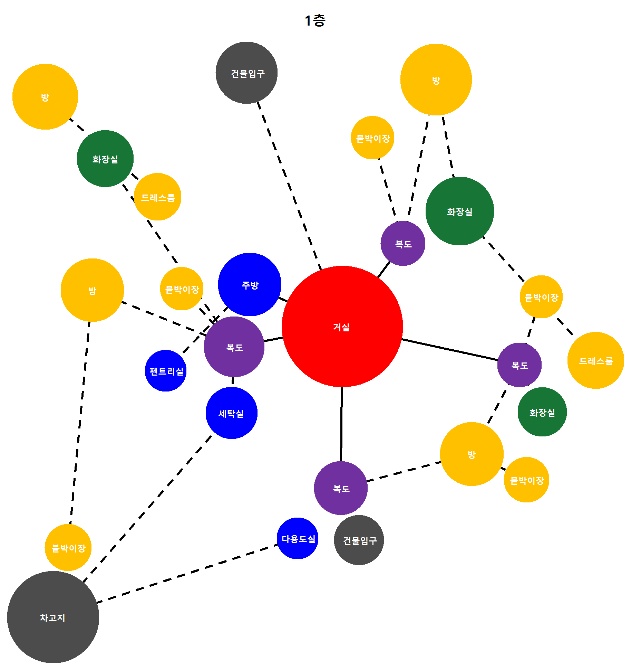 1층
건물입구
방
방
붙박이장
화장실
드레스룸
화장실
복도
주방
붙박이장
방
붙박이장
거실
복도
팬트리실
복도
드레스룸
세탁실
화장실
방
붙박이장
복도
다용도실
건물입구
붙박이장
차고지